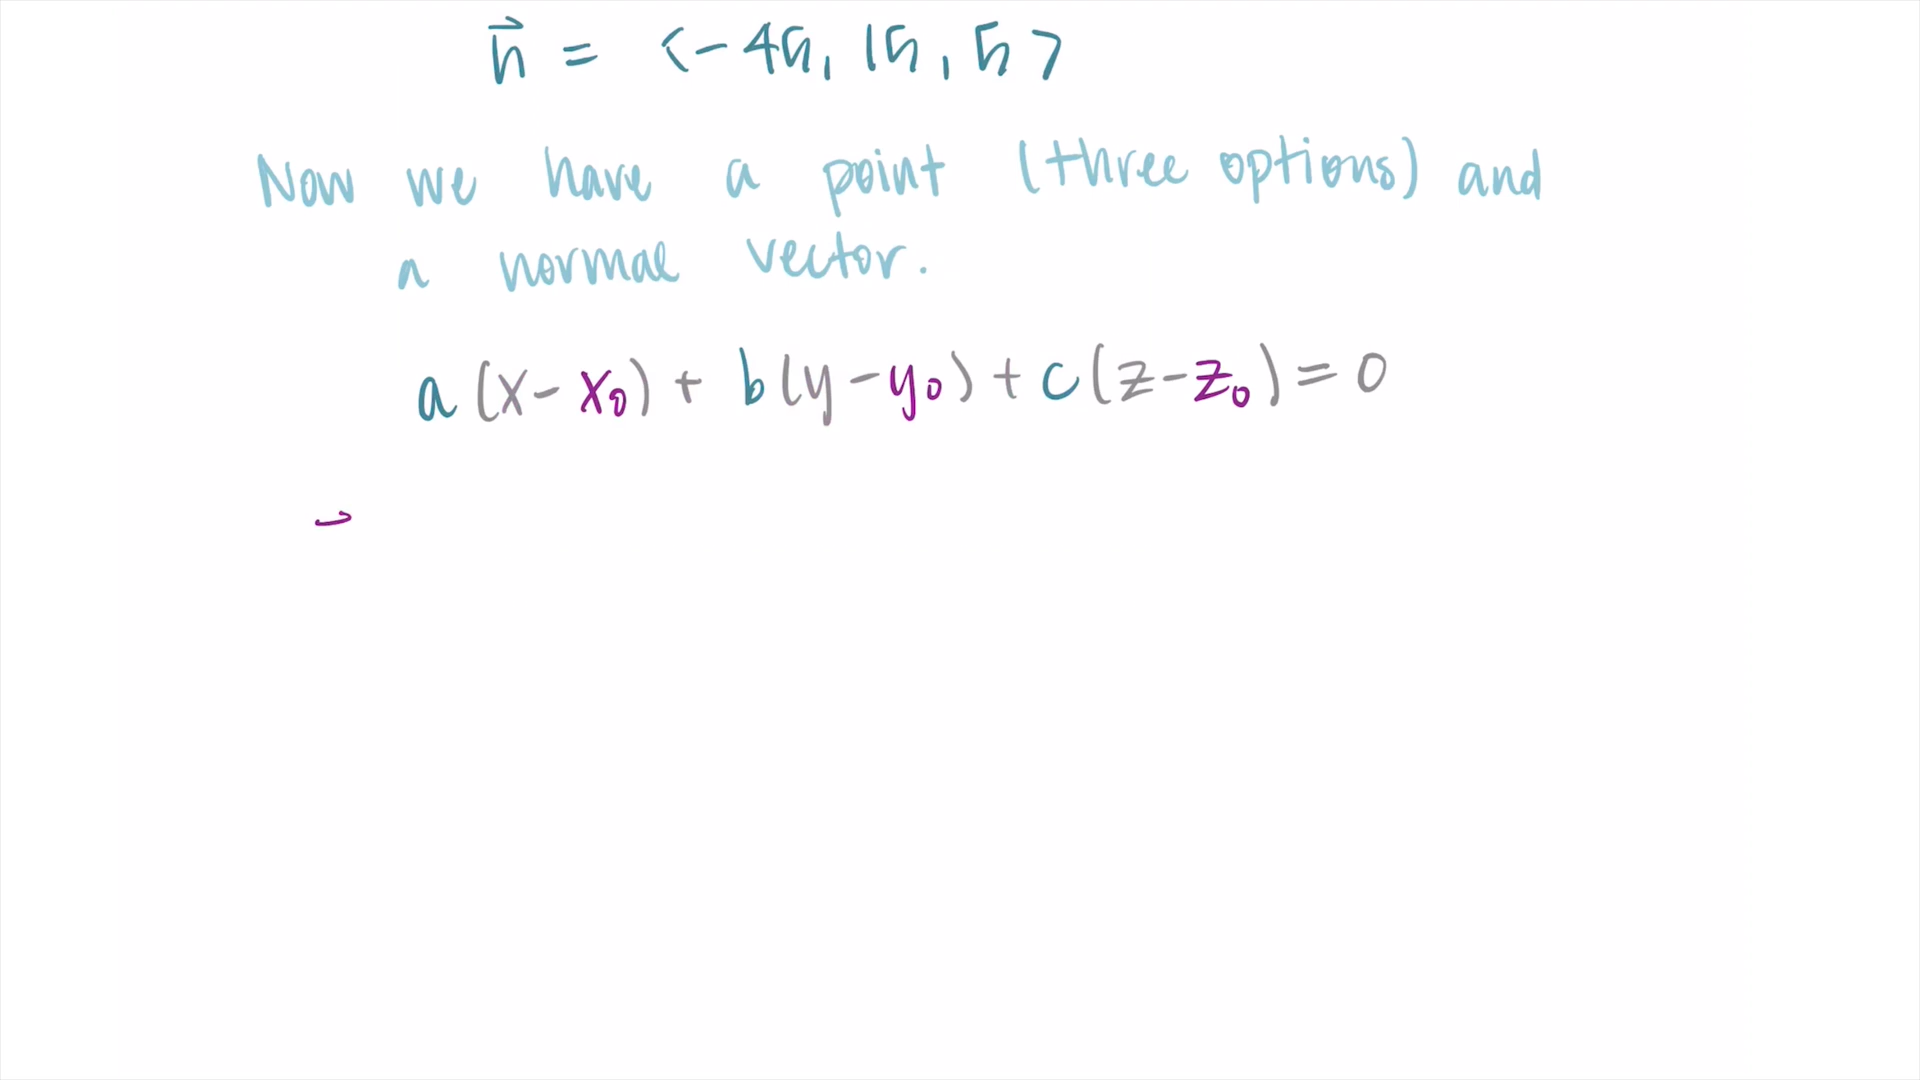 n⃗ = <-45, 15, 5>
Now we have a point (three options) and
a normal vector.
a(x-x₀) + b(y-y₀) + c(z-z₀) = 0